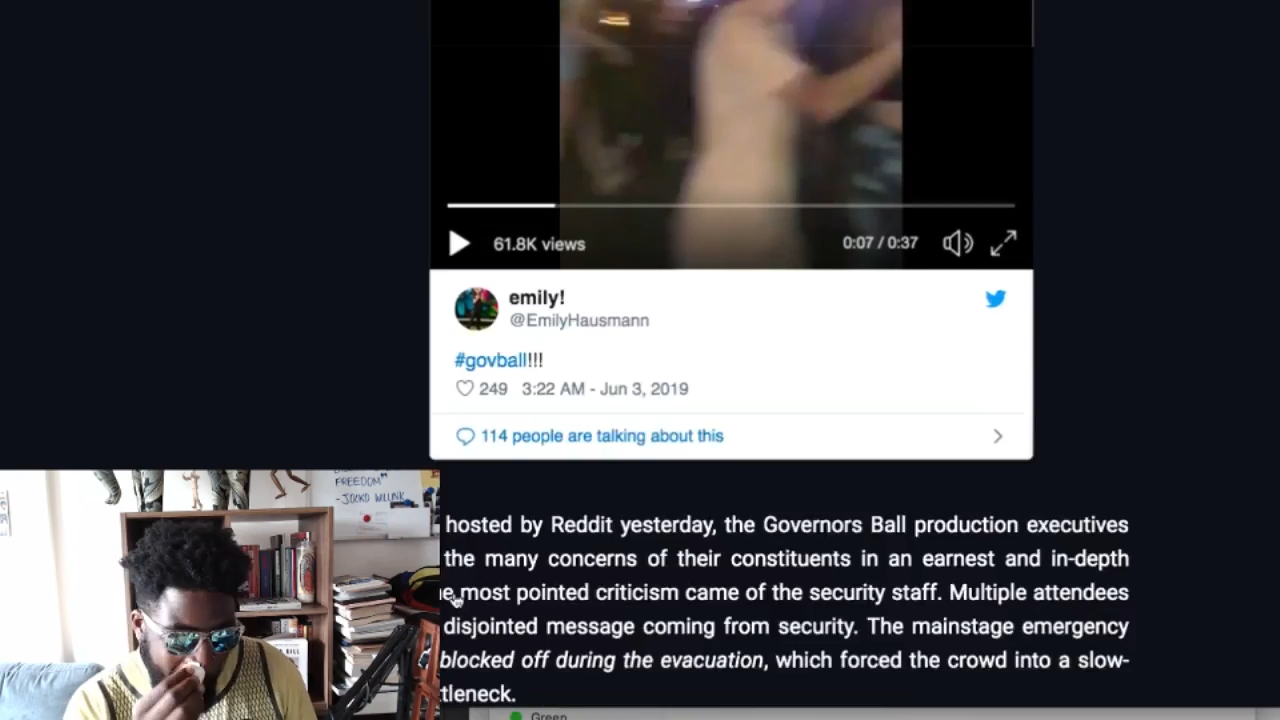 61.8K views
0:07 / 0:37
emily!
@EmilyHausmann
#govball!!!
249 3:22 AM - Jun 3, 2019
114 people are talking about this
FREEDOM"
-JOCKO WILLINK
hosted by Reddit yesterday, the Governors Ball production executives
the many concerns of their constituents in an earnest and in-depth
most pointed criticism came of the security staff. Multiple attendees
disjointed message coming from security. The mainstage emergency
blocked off during the evacuation, which forced the crowd into a slow-
tleneck.
Green